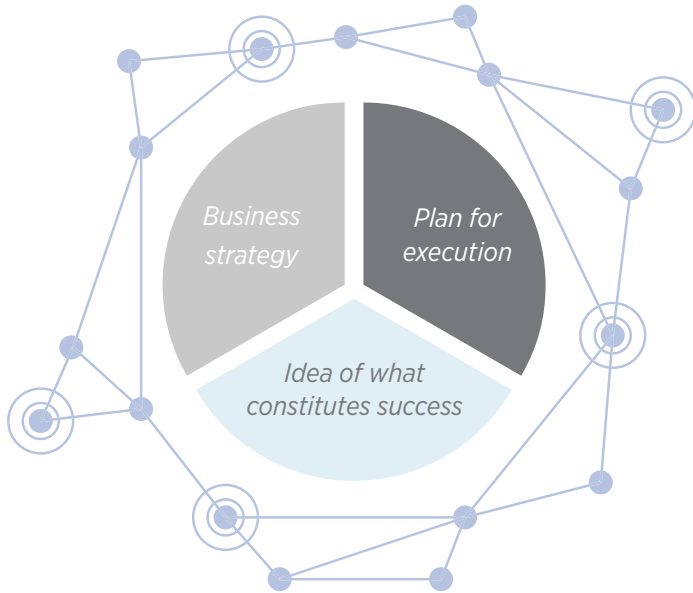 Business
strategy
Plan for
execution
Idea of what
constitutes success